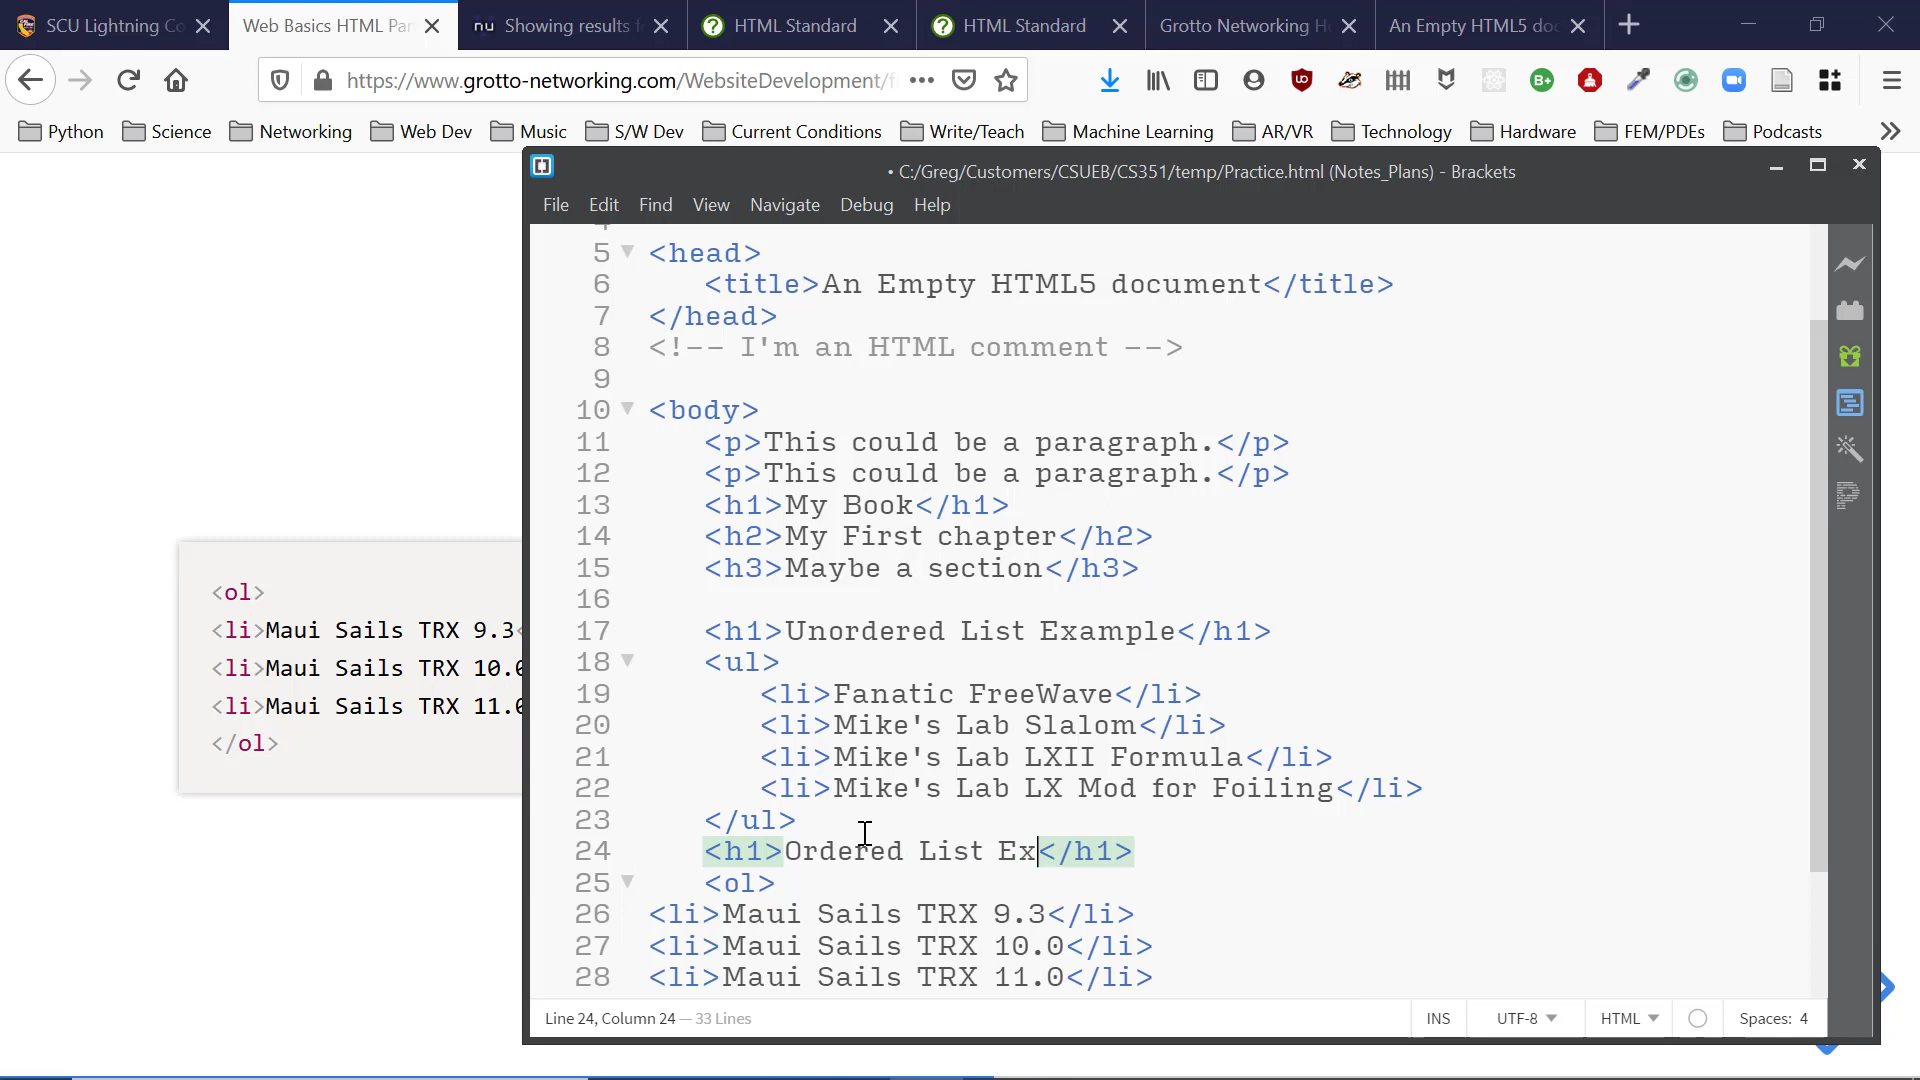 SCU Lightning Co
Web Basics HTML Par
Showing results f
HTML Standard
HTML Standard
Grotto Networking H
An Empty HTML5 doc
https://www.grotto-networking.com/WebsiteDevelopment/f
Python
Science
Networking
Web Dev
Music
S/W Dev
Current Conditions
Write/Teach
Machine Learning
AR/VR
Technology
Hardware
FEM/PDEs
Podcasts
• C:/Greg/Customers/CSUEB/CS351/temp/Practice.html (Notes_Plans) - Brackets
File Edit Find View Navigate Debug Help
<ol>
<li>Maui Sails TRX 9.3<
<li>Maui Sails TRX 10.0
<li>Maui Sails TRX 11.0
</ol>
5 <head>
6 <title>An Empty HTML5 document</title>
7 </head>
8 <!-- I'm an HTML comment -->
9
10 <body>
11 <p>This could be a paragraph.</p>
12 <p>This could be a paragraph.</p>
13 <h1>My Book</h1>
14 <h2>My First chapter</h2>
15 <h3>Maybe a section</h3>
16
17 <h1>Unordered List Example</h1>
18 <ul>
19 <li>Fanatic FreeWave</li>
20 <li>Mike's Lab Slalom</li>
21 <li>Mike's Lab LXII Formula</li>
22 <li>Mike's Lab LX Mod for Foiling</li>
23 </ul>
24 <h1>Ordered List Ex</h1>
25 <ol>
26 <li>Maui Sails TRX 9.3</li>
27 <li>Maui Sails TRX 10.0</li>
28 <li>Maui Sails TRX 11.0</li>
Line 24, Column 24 — 33 Lines
INS UTF-8 HTML Spaces: 4